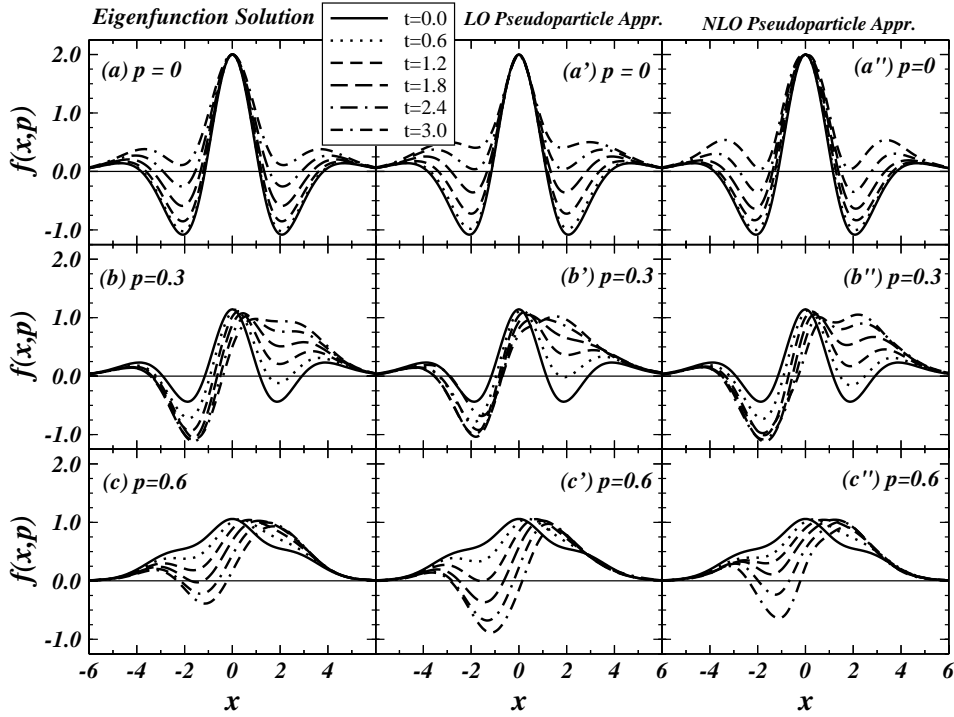 Eigenfunction Solution
LO Pseudoparticle Appr.
NLO Pseudoparticle Appr.
t=0.0
t=0.6
t=1.2
t=1.8
t=2.4
t=3.0
(a) p = 0
(a') p = 0
(a'') p=0
2.0
1.0
0.0
-1.0
f(x,p)
(b) p=0.3
(b') p=0.3
(b'') p=0.3
2.0
1.0
0.0
-1.0
f(x,p)
(c) p=0.6
(c') p=0.6
(c'') p=0.6
2.0
1.0
0.0
-1.0
f(x,p)
-6 -4 -2 0 2 4 -4 -2 0 2 4 6 -4 -2 0 2 4 6
x x x